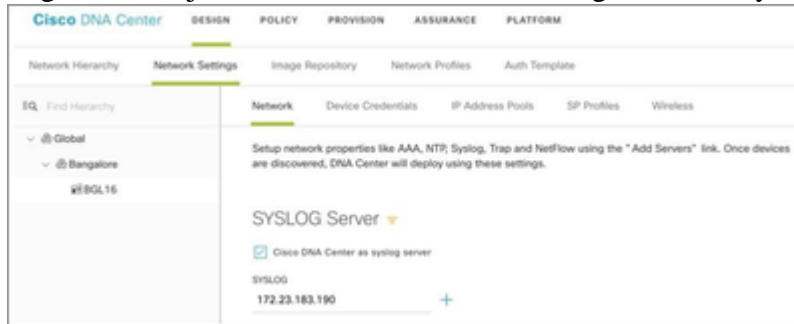 Cisco DNA Center DESIGN POLICY PROVISION ASSURANCE PLATFORM
Network Hierarchy Network Settings Image Repository Network Profiles Auth Template
EQ Find Hierarchy
Network Device Credentials IP Address Pools SP Profiles Wireless
Global
Bangalore
BGL16
Setup network properties like AAA, NTP, Syslog, Trap and NetFlow using the "Add Servers" link. Once devices
are discovered, DNA Center will deploy using these settings.
SYSLOG Server
Cisco DNA Center as syslog server
SYSLOG
172.23.183.190